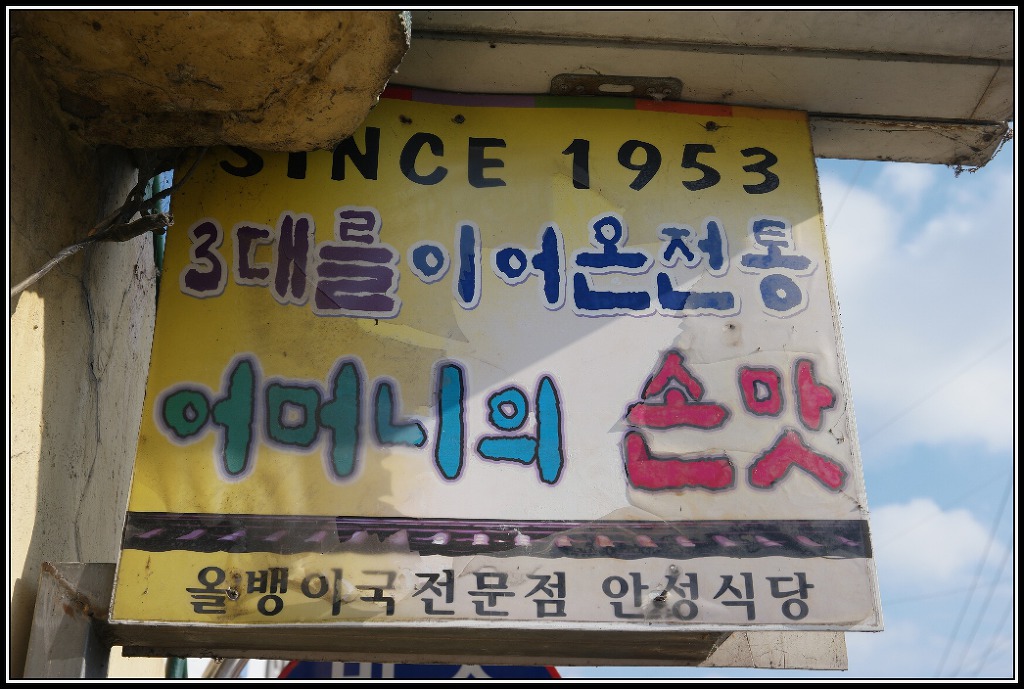 SINCE 1953
3대를이어온전통
어머니의 손맛
올뱅이국전문점 안성식당